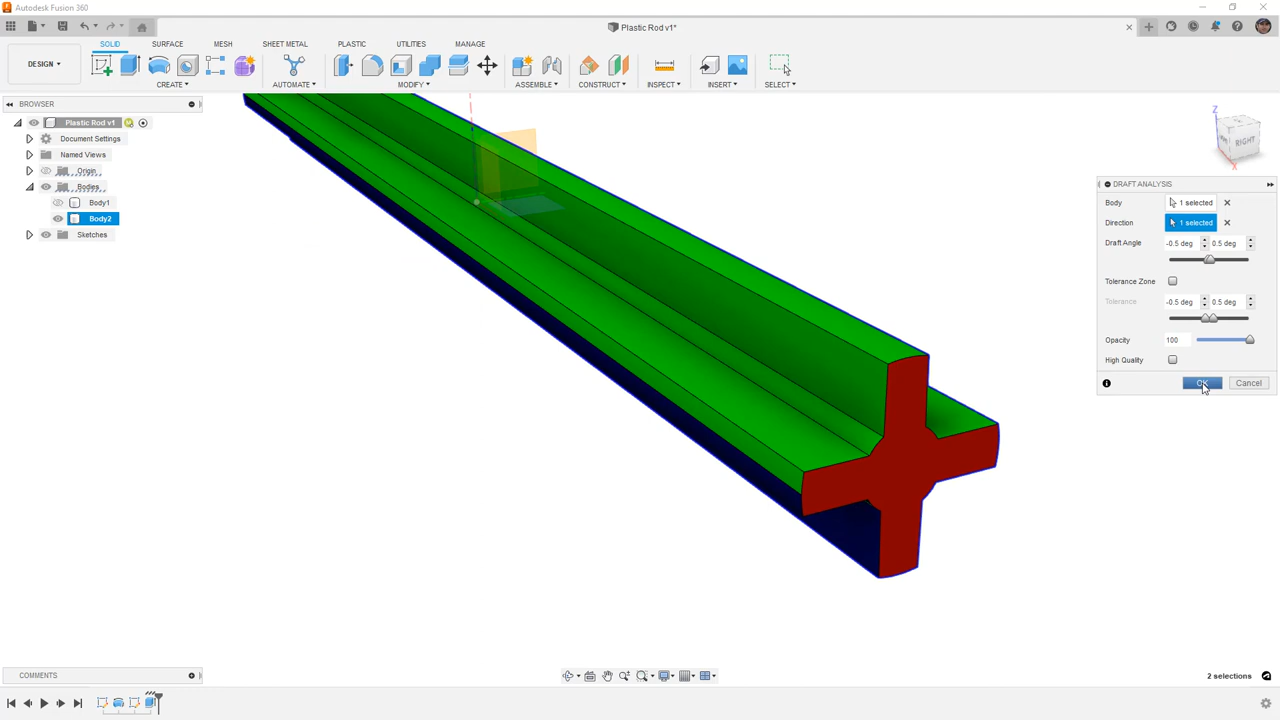 Autodesk Fusion 360
Plastic Rod v1*
DESIGN
SOLID SURFACE MESH SHEET METAL PLASTIC UTILITIES MANAGE
CREATE AUTOMATE MODIFY ASSEMBLE CONSTRUCT INSPECT INSERT SELECT
BROWSER
Plastic Rod v1
Document Settings
Named Views
Origin
Bodies
Body1
Body2
Sketches
Z
RIGHT
X
DRAFT ANALYSIS
Body 1 selected
Direction 1 selected
Draft Angle -0.5 deg 0.5 deg
Tolerance Zone
Tolerance -0.5 deg 0.5 deg
Opacity 100
High Quality
OK Cancel
COMMENTS
2 selections